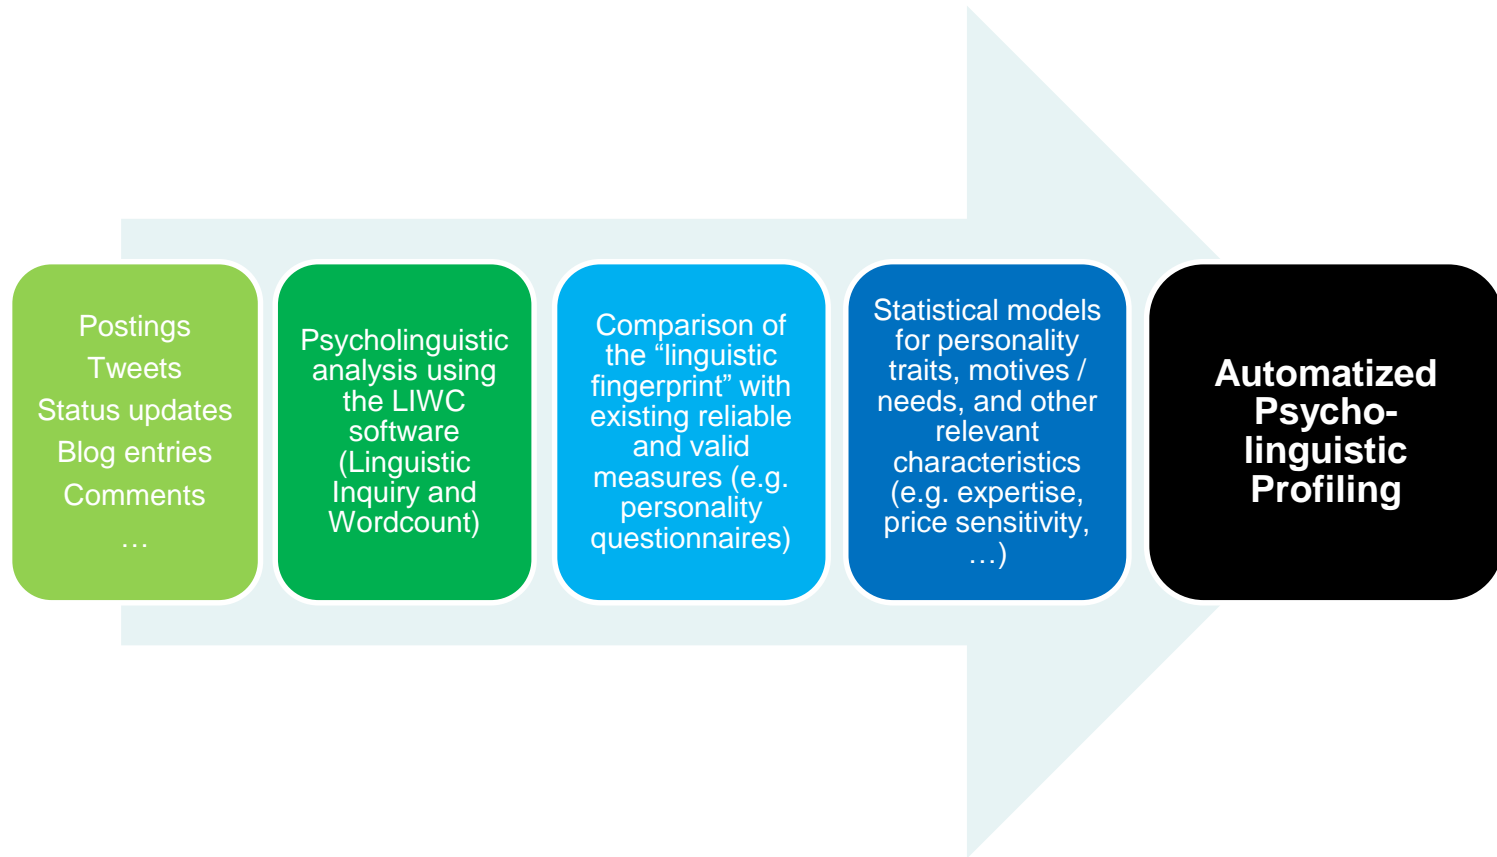 Postings
Tweets
Status updates
Blog entries
Comments
…
Psycholinguistic
analysis using
the LIWC
software
(Linguistic
Inquiry and
Wordcount)
Comparison of
the “linguistic
fingerprint” with
existing reliable
and valid
measures (e.g.
personality
questionnaires)
Statistical models
for personality
traits, motives /
needs, and other
relevant
characteristics
(e.g. expertise,
price sensitivity,
…)
Automatized
Psycho-
linguistic
Profiling